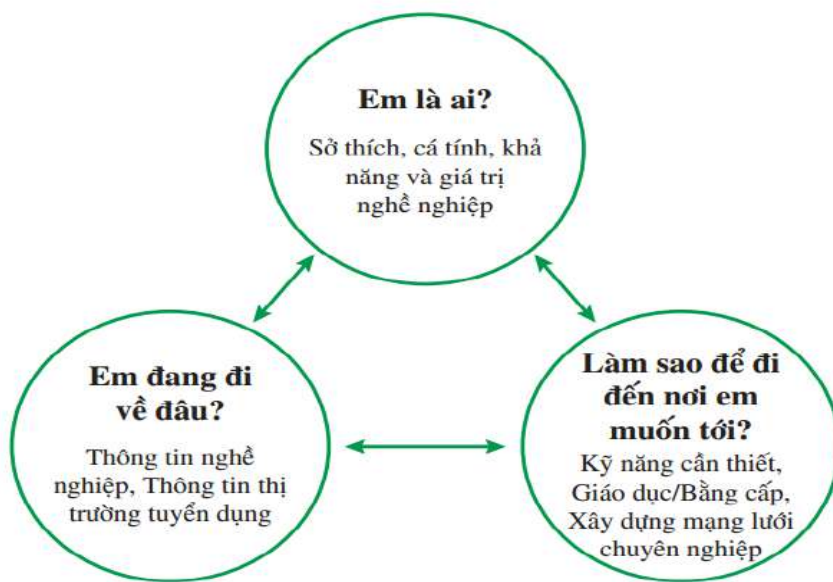 Em là ai?
Sở thích, cá tính, khả
năng và giá trị
nghề nghiệp
Em đang đi
về đâu?
Thông tin nghề
nghiệp, Thông tin thị
trường tuyển dụng
Làm sao để đi
đến nơi em
muốn tới?
Kỹ năng cần thiết,
Giáo dục/Bằng cấp,
Xây dựng mạng lưới
chuyên nghiệp